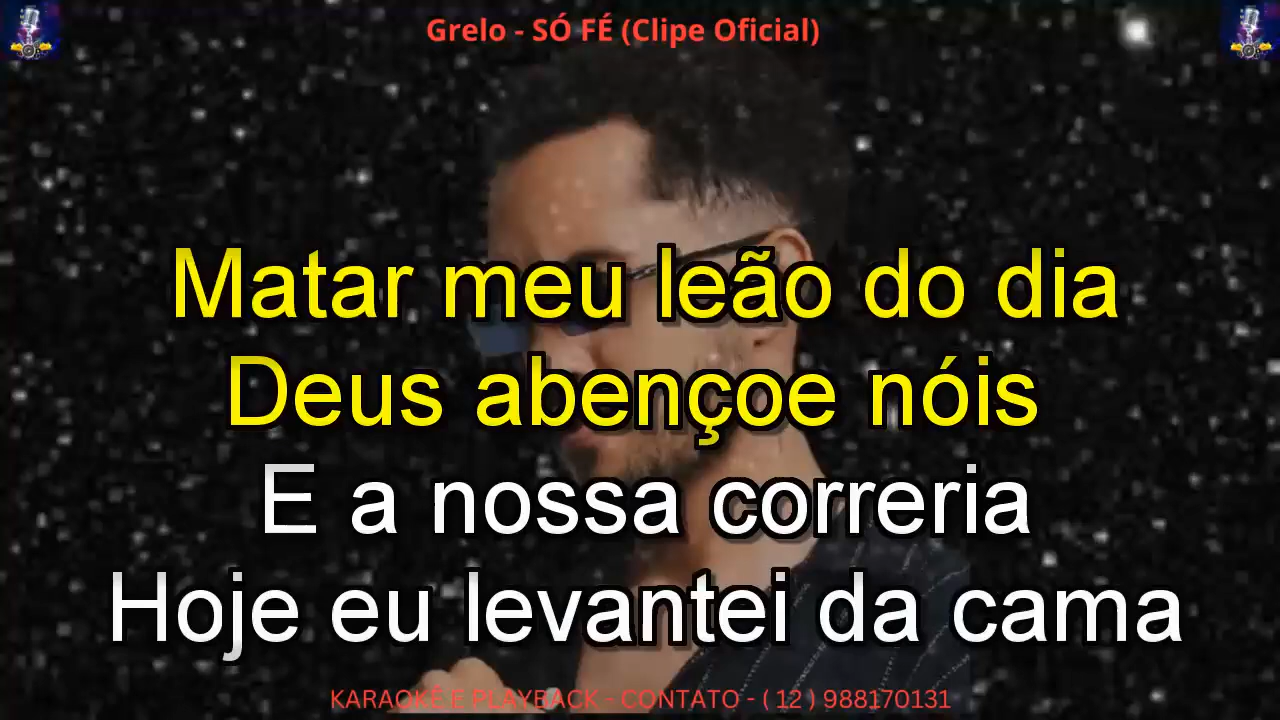 Grelo - SÓ FÉ (Clipe Oficial)
Matar meu leão do dia
Deus abençoe nóis
E a nossa correria
Hoje eu levantei da cama
KARAOKÊ E PLAYBACK - CONTATO - ( 12 ) 988170131